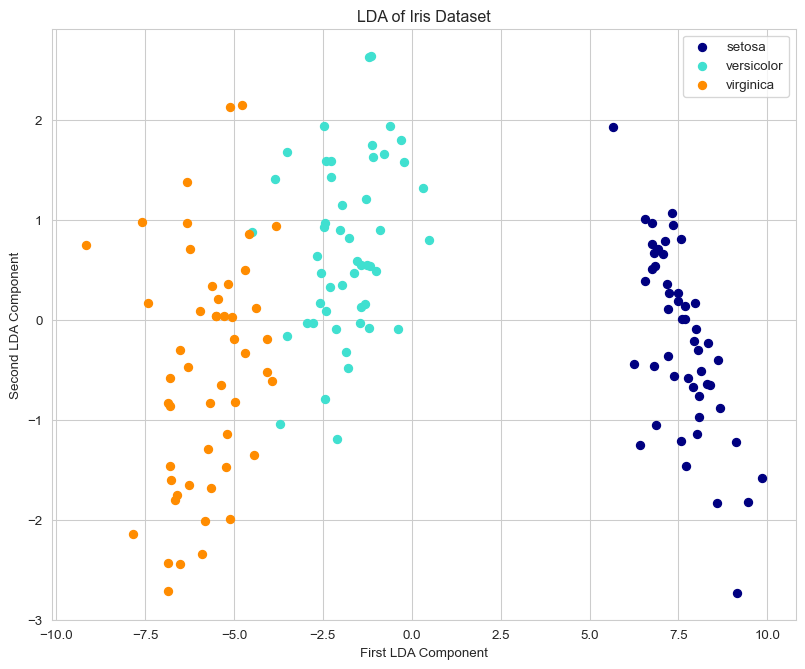 LDA of Iris Dataset
setosa
versicolor
virginica
Second LDA Component
2
1
0
−1
−2
−3
−10.0 −7.5 −5.0 −2.5 0.0 2.5 5.0 7.5 10.0
First LDA Component